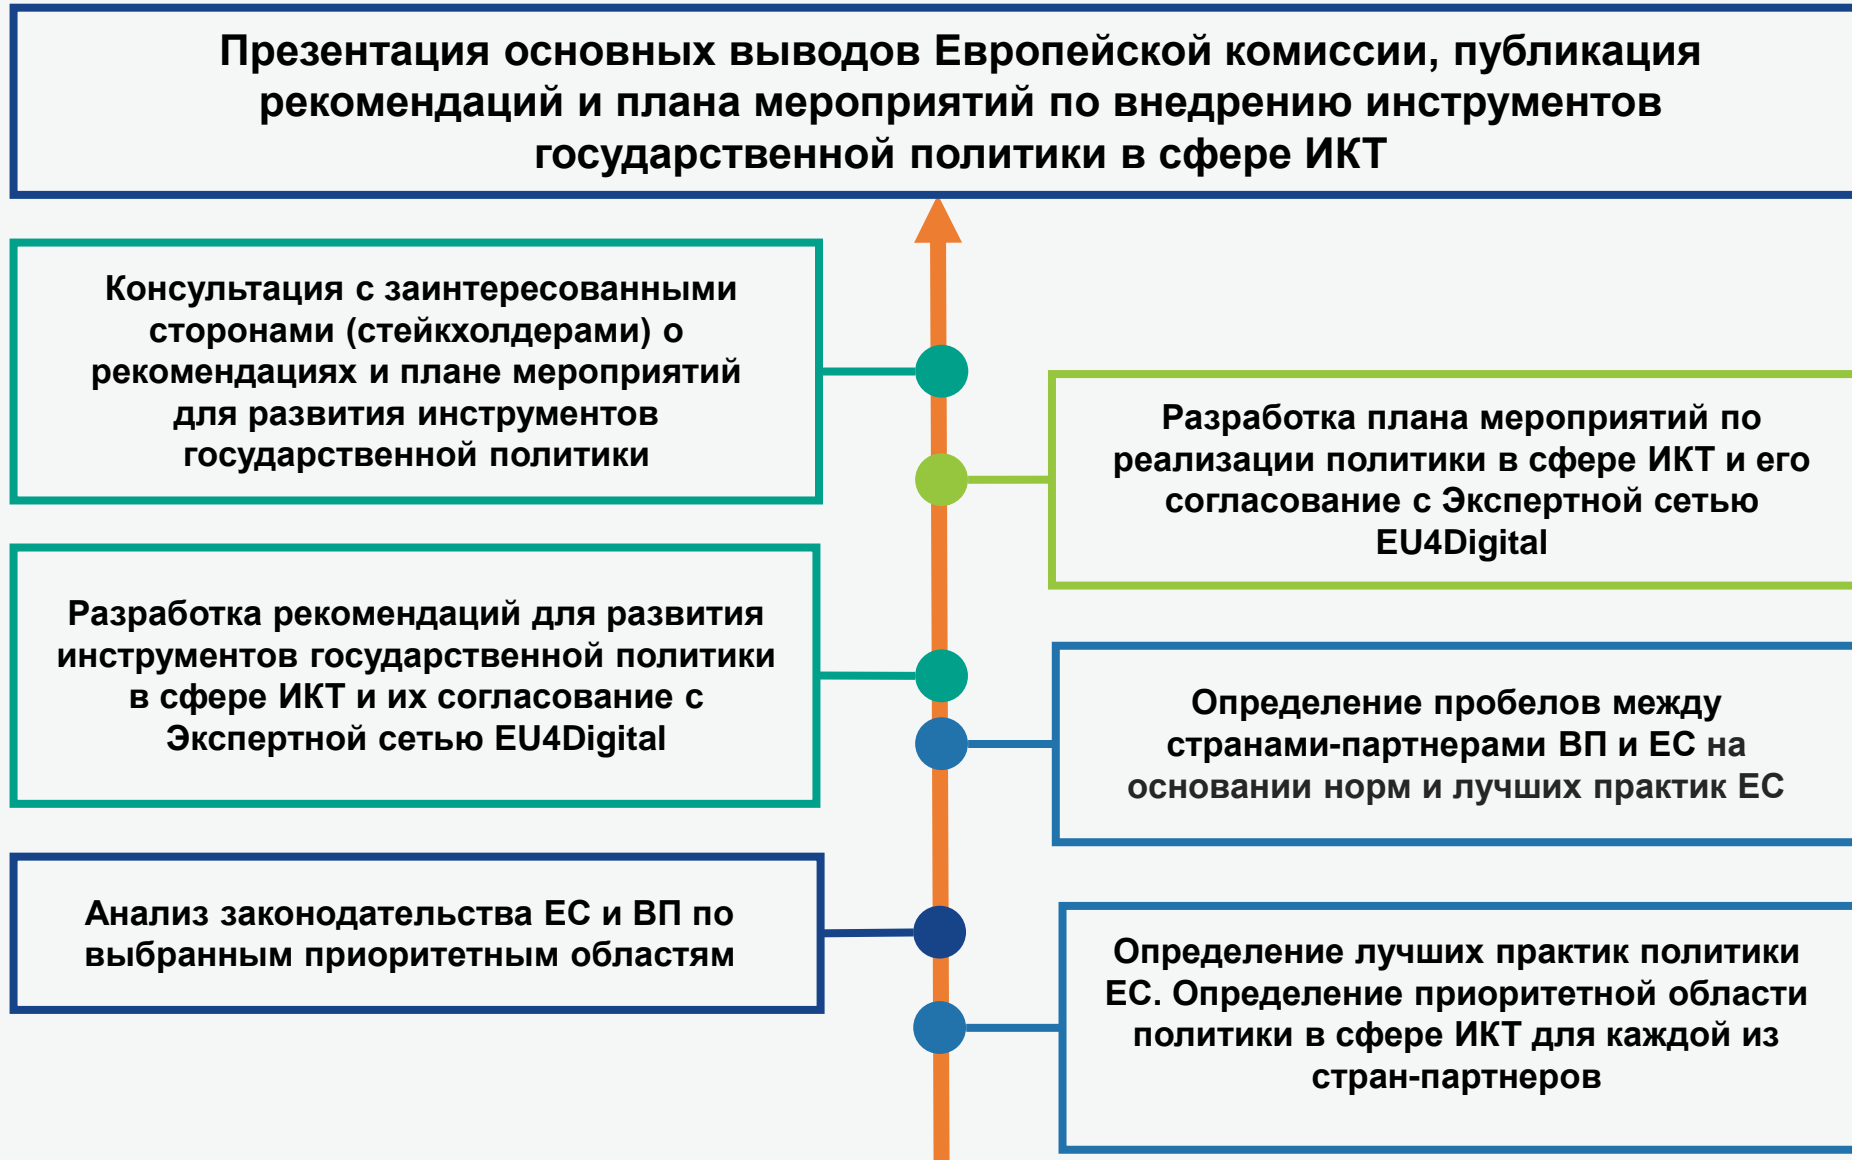 Презентация основных выводов Европейской комиссии, публикация
рекомендаций и плана мероприятий по внедрению инструментов
государственной политики в сфере ИКТ
Консультация с заинтересованными
сторонами (стейкхолдерами) о
рекомендациях и плане мероприятий
для развития инструментов
государственной политики
Разработка плана мероприятий по
реализации политики в сфере ИКТ и его
согласование с Экспертной сетью
EU4Digital
Разработка рекомендаций для развития
инструментов государственной политики
в сфере ИКТ и их согласование с
Экспертной сетью EU4Digital
Определение пробелов между
странами-партнерами ВП и ЕС на
основании норм и лучших практик ЕС
Анализ законодательства ЕС и ВП по
выбранным приоритетным областям
Определение лучших практик политики
ЕС. Определение приоритетной области
политики в сфере ИКТ для каждой из
стран-партнеров